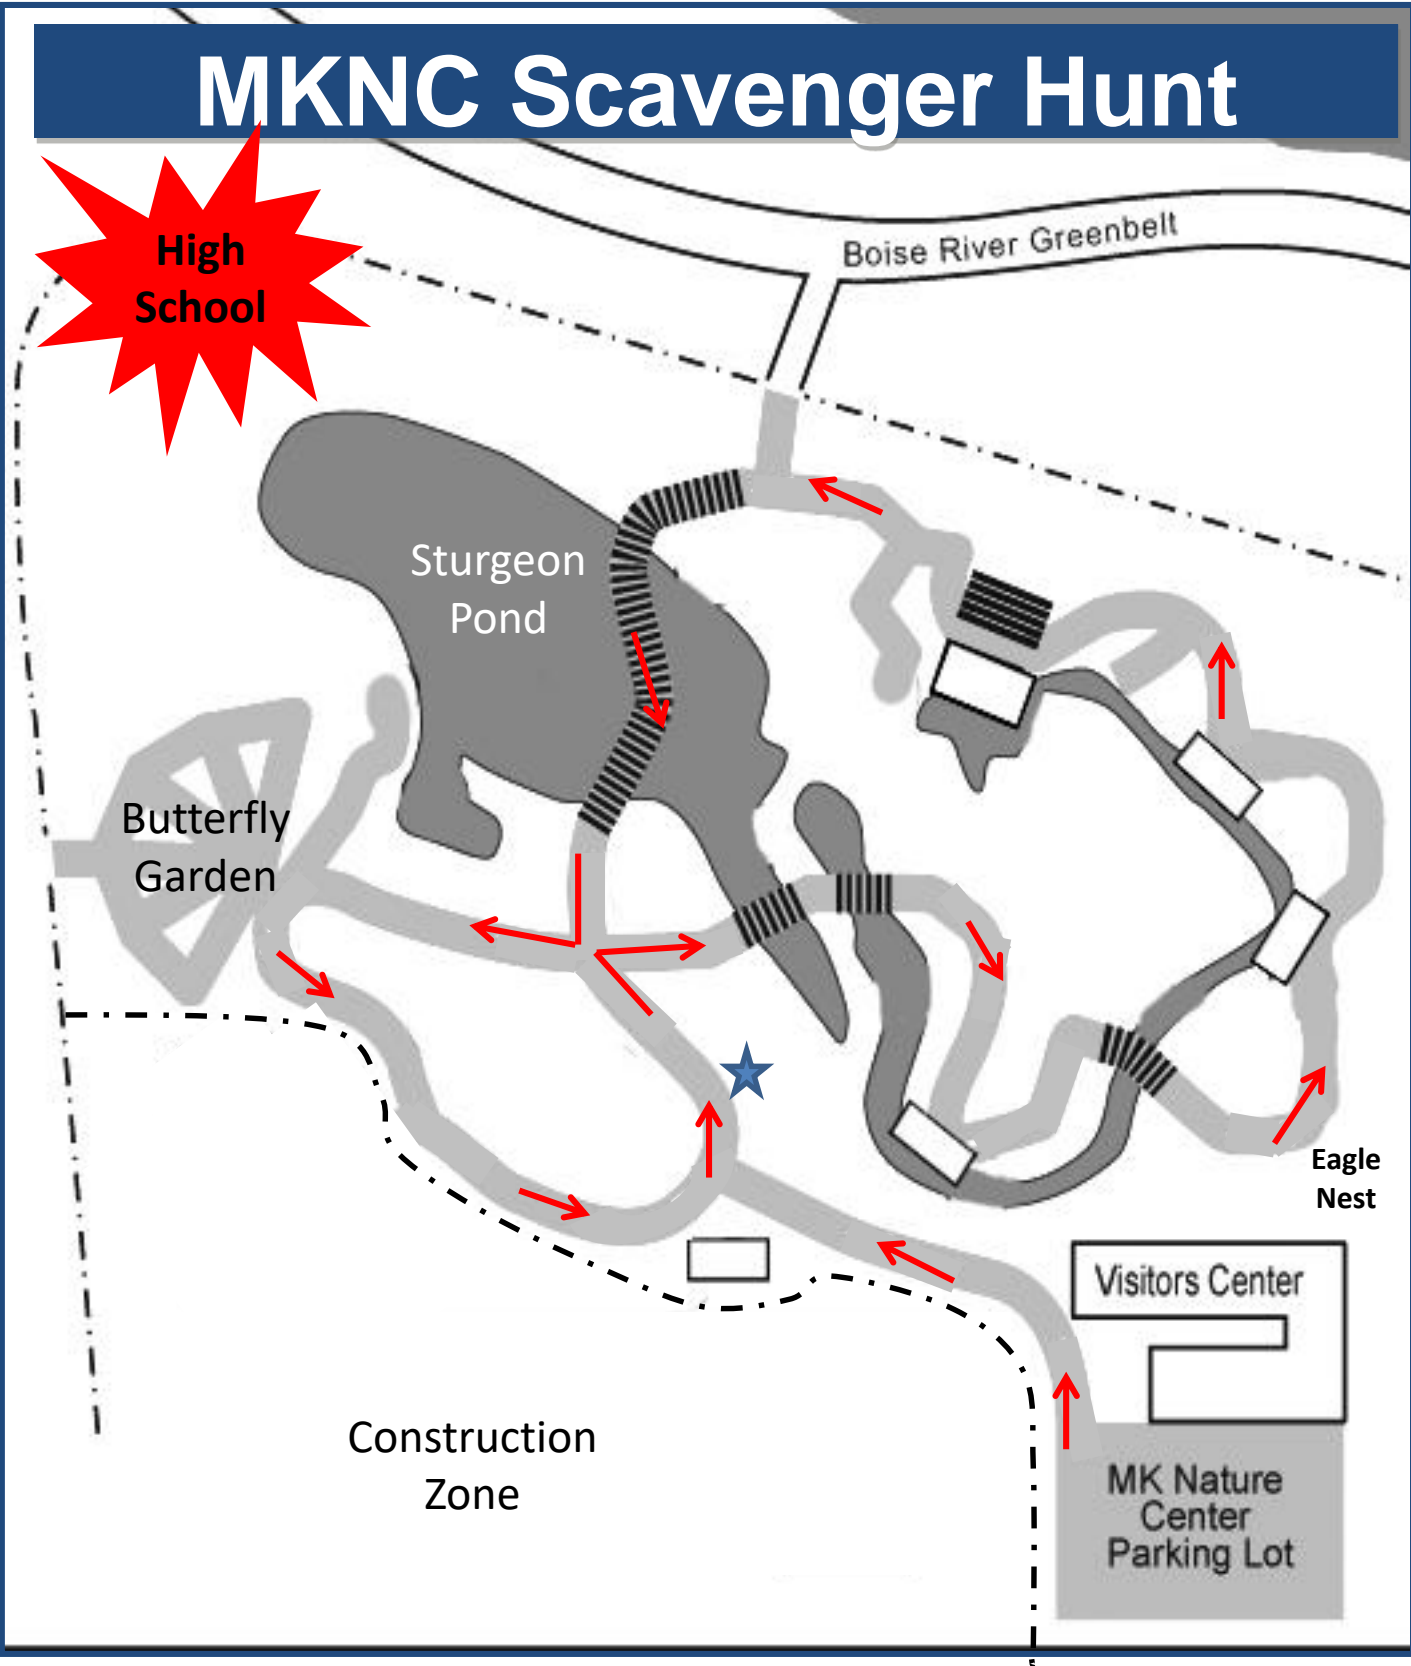 MKNC Scavenger Hunt
High
School
Boise River Greenbelt
Sturgeon
Pond
Butterfly
Garden
Eagle
Nest
Visitors Center
Construction
Zone
MK Nature
Center
Parking Lot